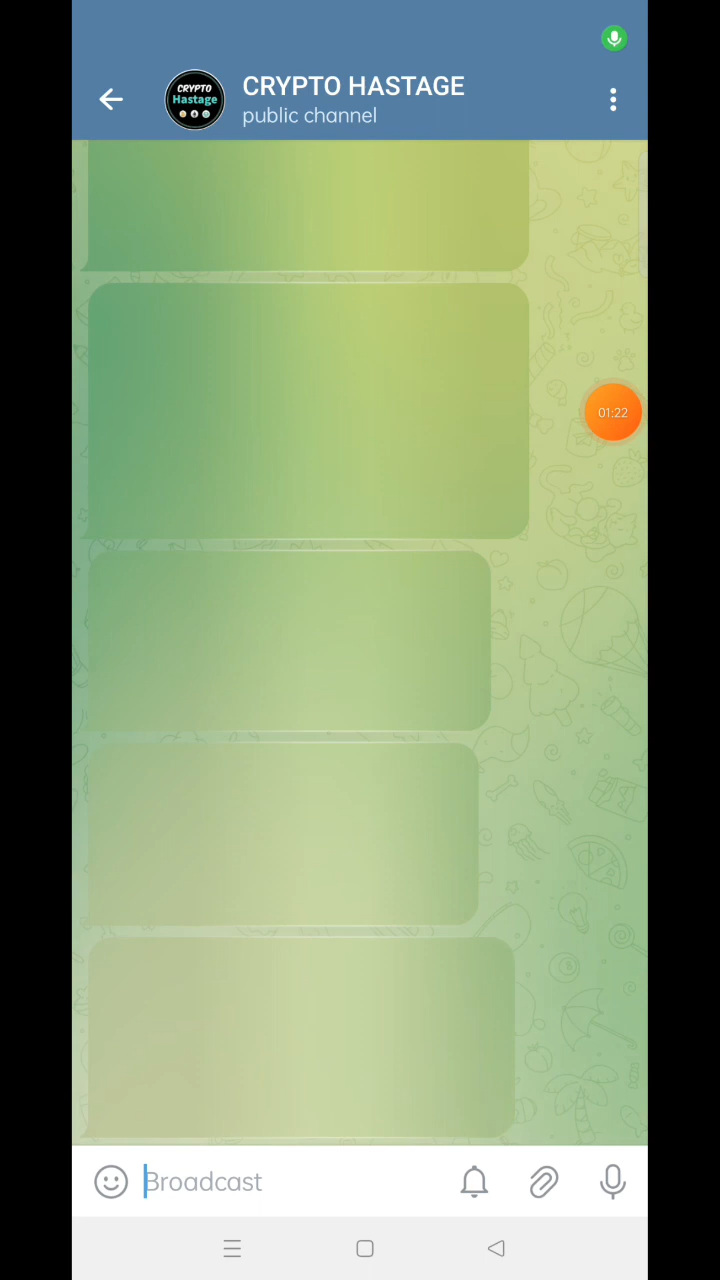 CRYPTO HASTAGE
public channel
CRYPTO
Hastage
01:22
Broadcast